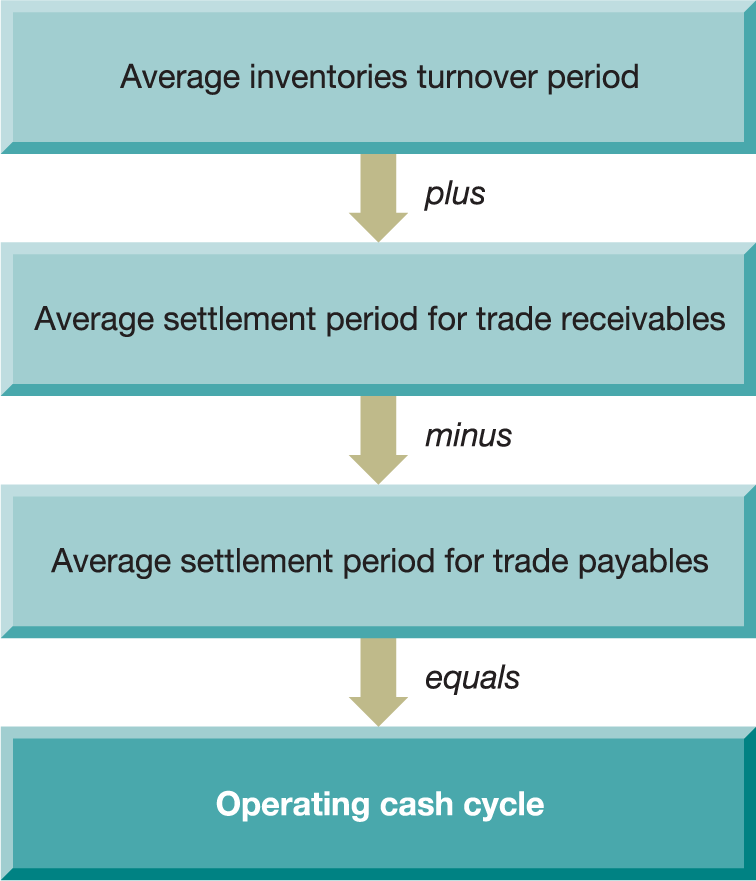 Average inventories turnover period
plus
Average settlement period for trade receivables
minus
Average settlement period for trade payables
equals
Operating cash cycle